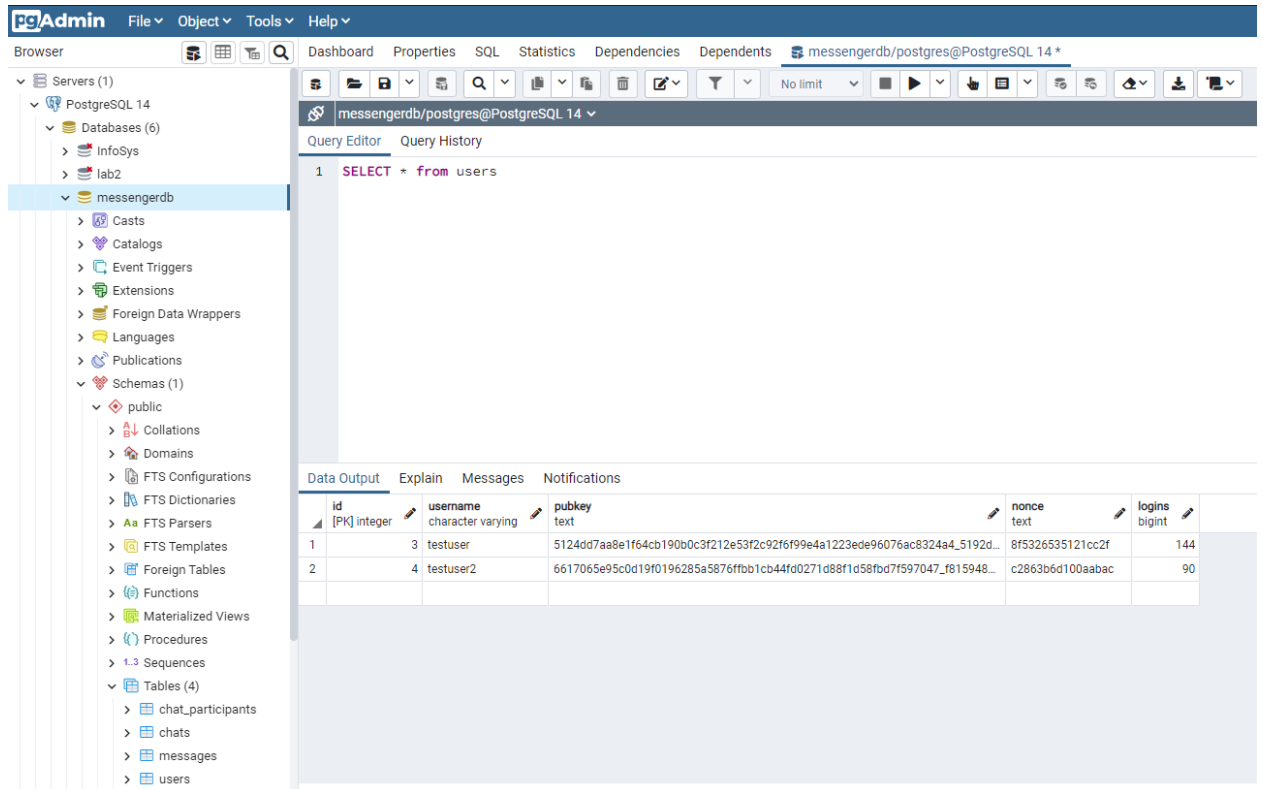 pgAdmin File Object Tools Help
Browser
Dashboard Properties SQL Statistics Dependencies Dependents messengerdb/postgres@PostgreSQL 14 *
Servers (1)
PostgreSQL 14
Databases (6)
InfoSys
lab2
messengerdb
Casts
Catalogs
Event Triggers
Extensions
Foreign Data Wrappers
Languages
Publications
Schemas (1)
public
Collations
Domains
FTS Configurations
FTS Dictionaries
Aa FTS Parsers
FTS Templates
Foreign Tables
Functions
Materialized Views
Procedures
1..3 Sequences
Tables (4)
chat_participants
chats
messages
users
No limit
messengerdb/postgres@PostgreSQL 14
Query Editor Query History
1 SELECT * from users
Data Output Explain Messages Notifications
id username pubkey nonce logins
[PK] integer character varying text text bigint
1 3 testuser 5124dd7aa8e1f64cb190b0c3f212e53f2c92f6f99e4a1223ede96076ac8324a4_5192d... 8f5326535121cc2f 144
2 4 testuser2 6617065e95c0d19f0196285a5876ffbb1cb44fd0271d88f1d58fbd7f597047_f815948... c2863b6d100aabac 90